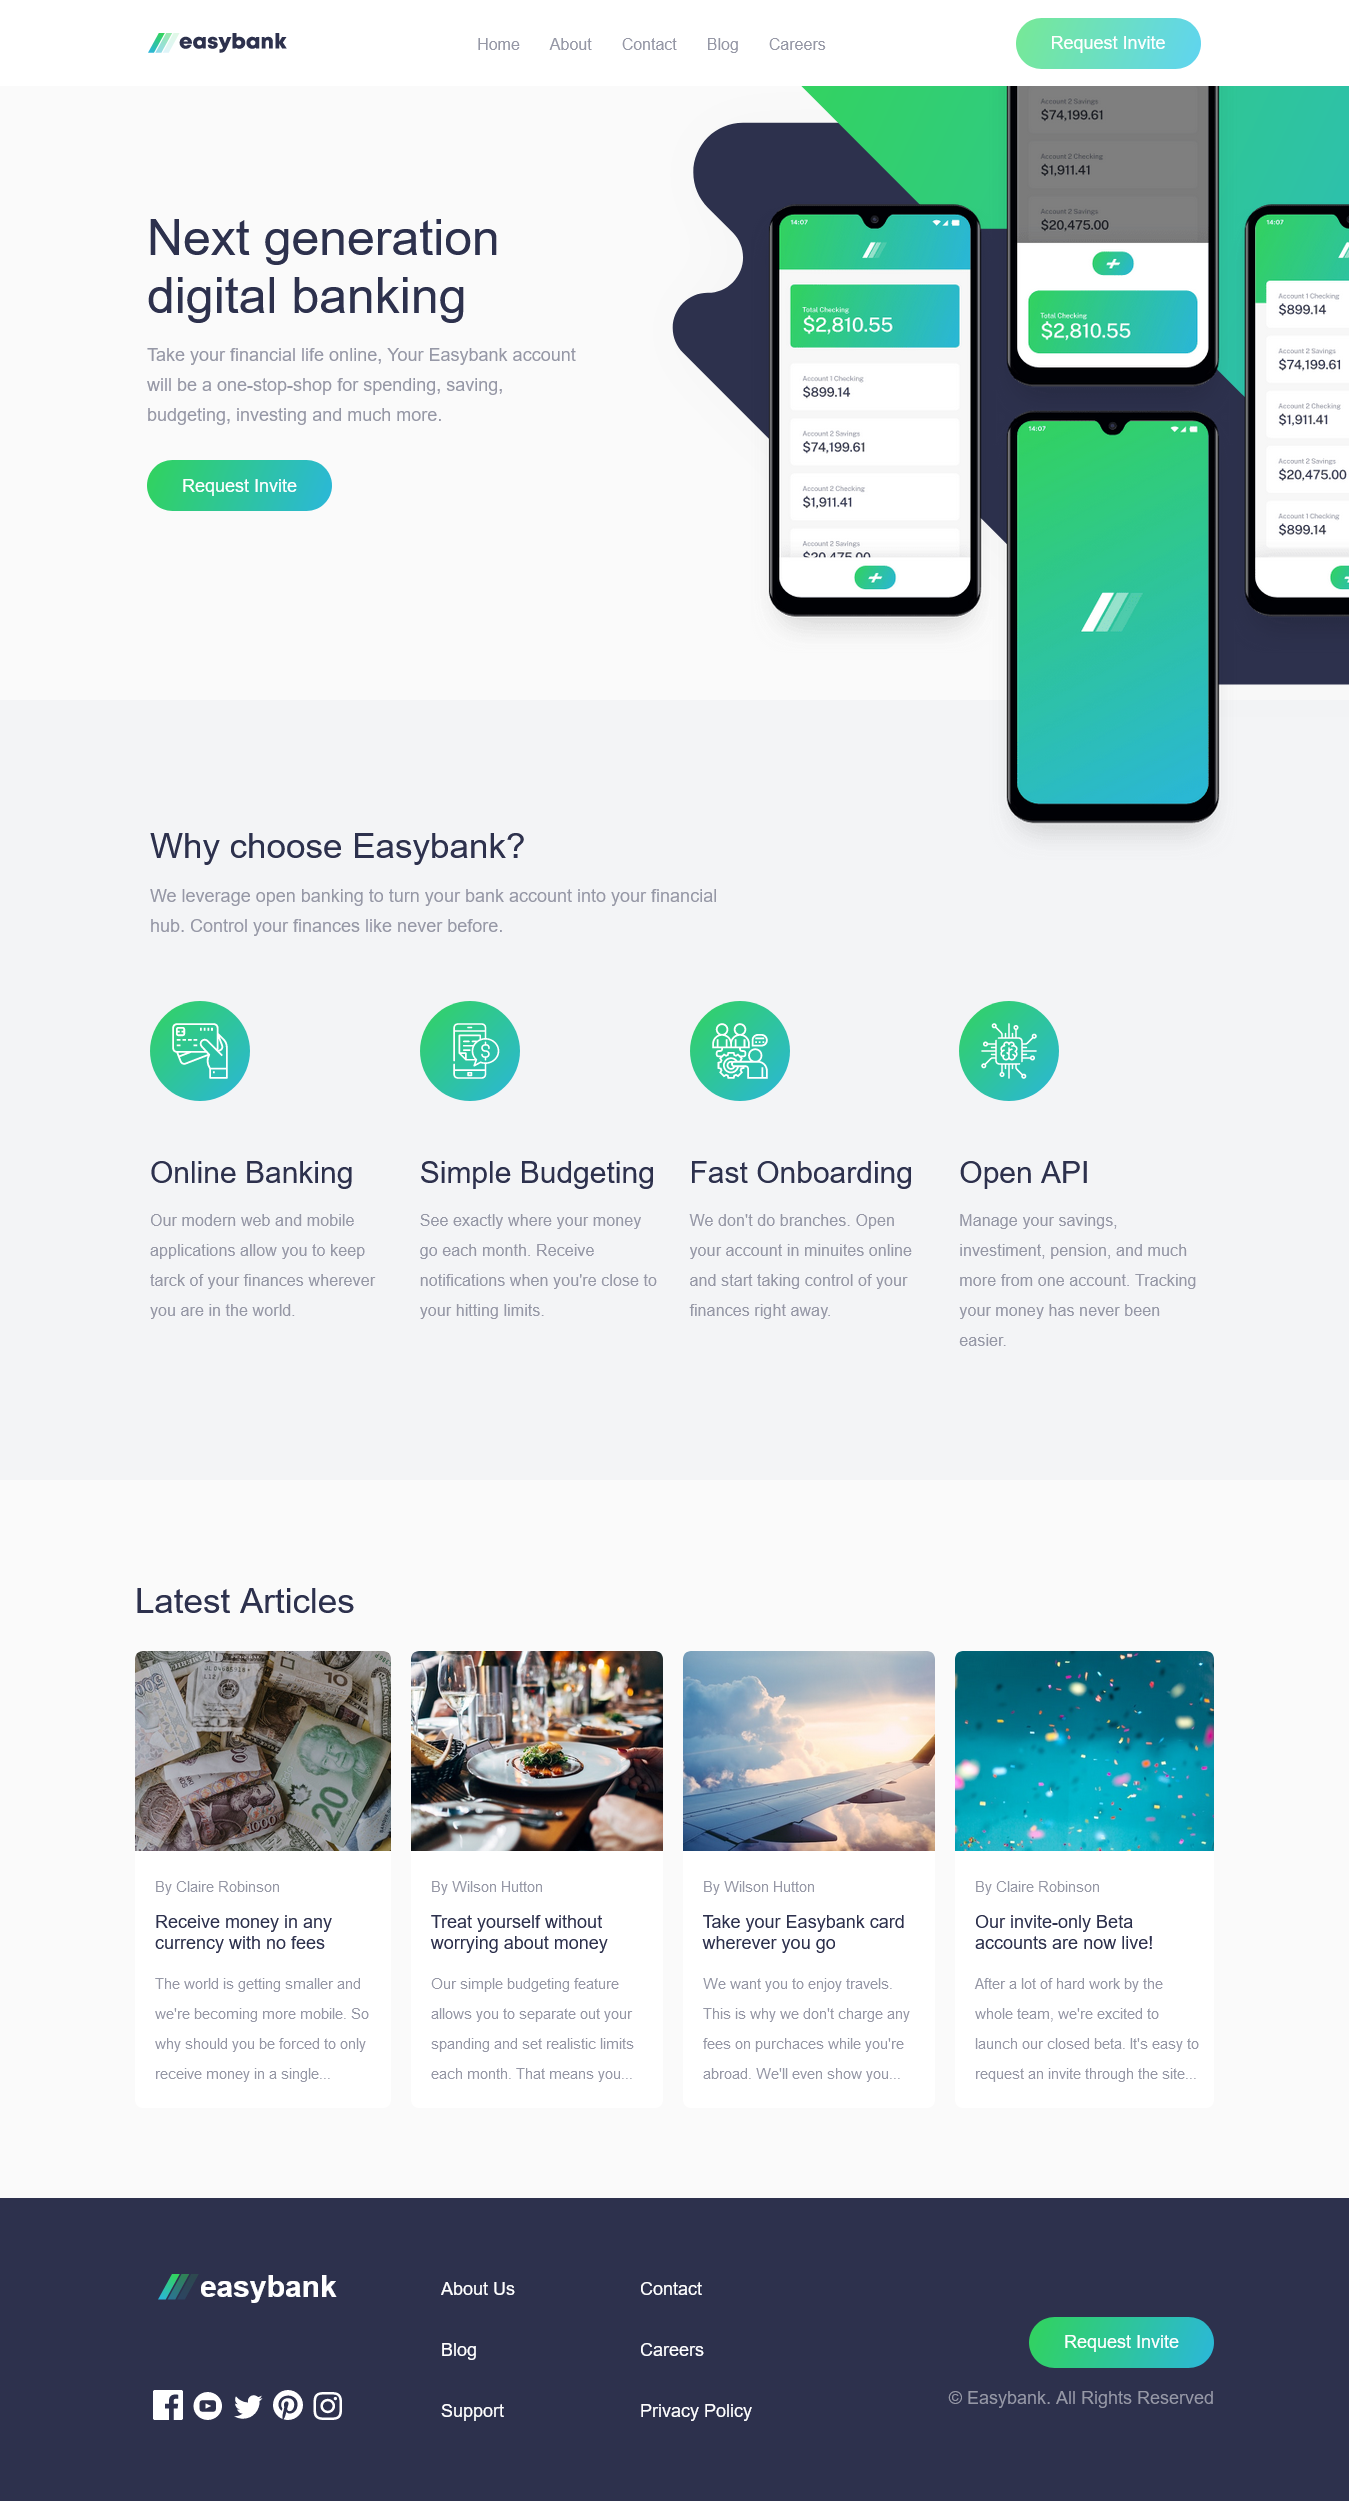 easybank
Home
About
Contact
Blog
Careers
Request Invite
Next generation
digital banking
Take your financial life online, Your Easybank account
will be a one-stop-shop for spending, saving,
budgeting, investing and much more.
Request Invite
14:07
Total Checking
$2,810.55
Account 1 Checking
$899.14
Account 2 Savings
$74,199.61
Account 2 Checking
$1,911.41
Account 2 Savings
$20,475.00
Account 2 Savings
$74,199.61
Account 2 Checking
$1,911.41
Account 2 Savings
$20,475.00
Total Checking
$2,810.55
14:07
14:07
Account 1 Checking
$899.14
Account 2 Savings
$74,199.61
Account 2 Checking
$1,911.41
Account 2 Savings
$20,475.00
Account 1 Checking
$899.14
Why choose Easybank?
We leverage open banking to turn your bank account into your financial
hub. Control your finances like never before.
Online Banking
Our modern web and mobile
applications allow you to keep
tarck of your finances wherever
you are in the world.
Simple Budgeting
See exactly where your money
go each month. Receive
notifications when you're close to
your hitting limits.
Fast Onboarding
We don't do branches. Open
your account in minuites online
and start taking control of your
finances right away.
Open API
Manage your savings,
investiment, pension, and much
more from one account. Tracking
your money has never been
easier.
Latest Articles
10
20
1000
By Claire Robinson
Receive money in any
currency with no fees
The world is getting smaller and
we're becoming more mobile. So
why should you be forced to only
receive money in a single...
By Wilson Hutton
Treat yourself without
worrying about money
Our simple budgeting feature
allows you to separate out your
spanding and set realistic limits
each month. That means you...
By Wilson Hutton
Take your Easybank card
wherever you go
We want you to enjoy travels.
This is why we don't charge any
fees on purchaces while you're
abroad. We'll even show you...
By Claire Robinson
Our invite-only Beta
accounts are now live!
After a lot of hard work by the
whole team, we're excited to
launch our closed beta. It's easy to
request an invite through the site...
easybank
About Us
Blog
Support
Contact
Careers
Privacy Policy
Request Invite
© Easybank. All Rights Reserved